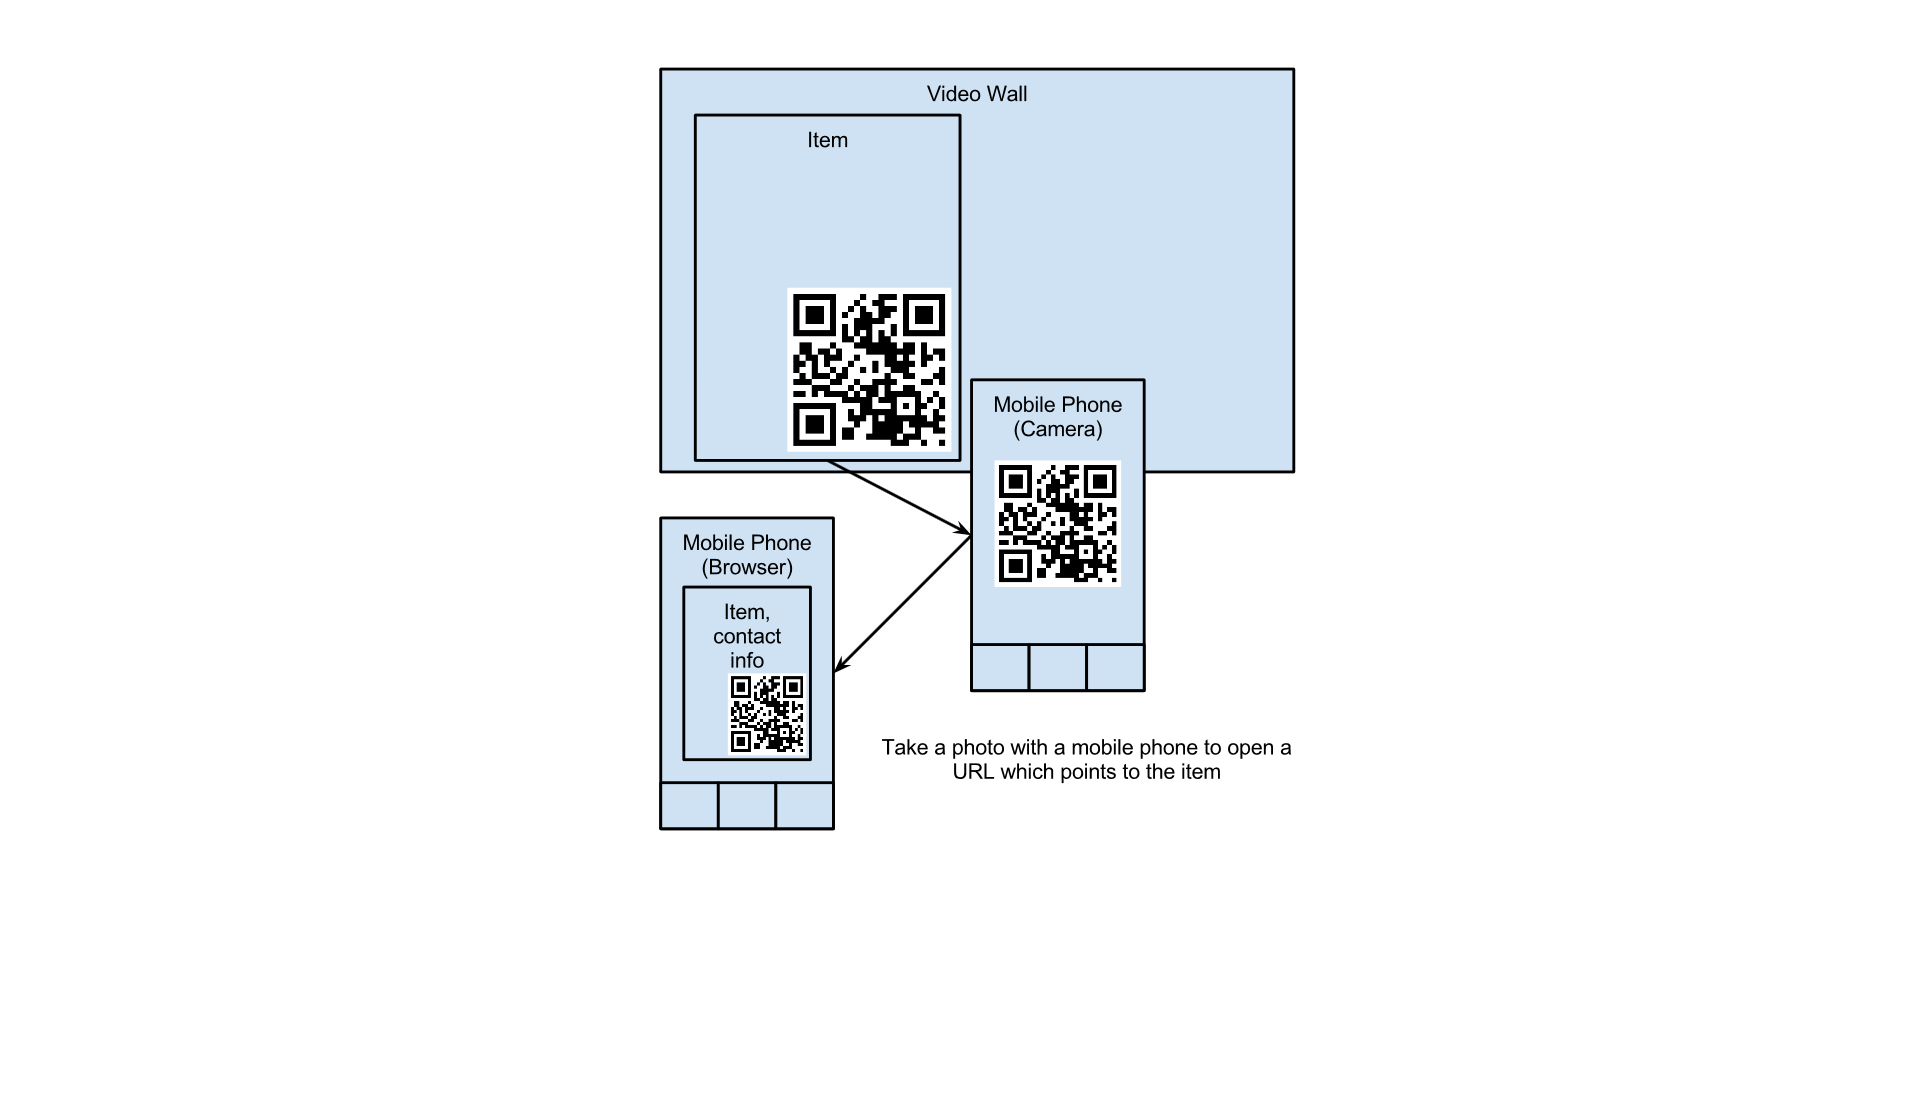 Video Wall
Item
Mobile Phone
(Camera)
Mobile Phone
(Browser)
Item,
contact
info
Take a photo with a mobile phone to open a
URL which points to the item